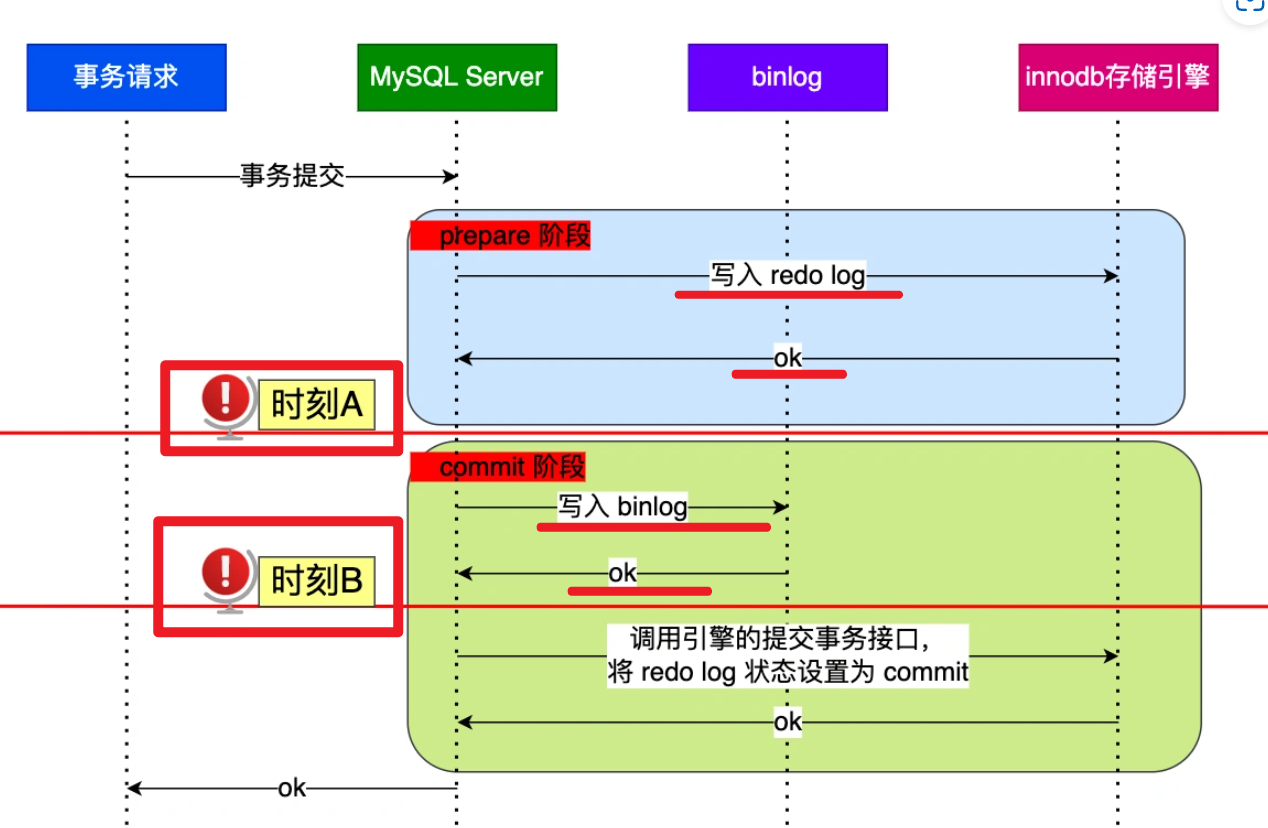 事务请求
MySQL Server
binlog
innodb存储引擎
事务提交
prepare 阶段
写入 redo log
ok
时刻A
commit 阶段
写入 binlog
ok
时刻B
调用引擎的提交事务接口，
将 redo log 状态设置为 commit
ok
ok